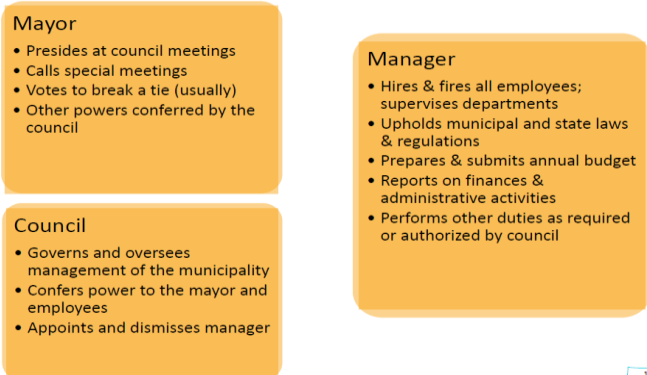 Mayor
• Presides at council meetings
• Calls special meetings
• Votes to break a tie (usually)
• Other powers conferred by the
council
Council
• Governs and oversees
management of the municipality
• Confers power to the mayor and
employees
• Appoints and dismisses manager
Manager
• Hires & fires all employees;
supervises departments
• Upholds municipal and state laws
& regulations
• Prepares & submits annual budget
• Reports on finances &
administrative activities
• Performs other duties as required
or authorized by council